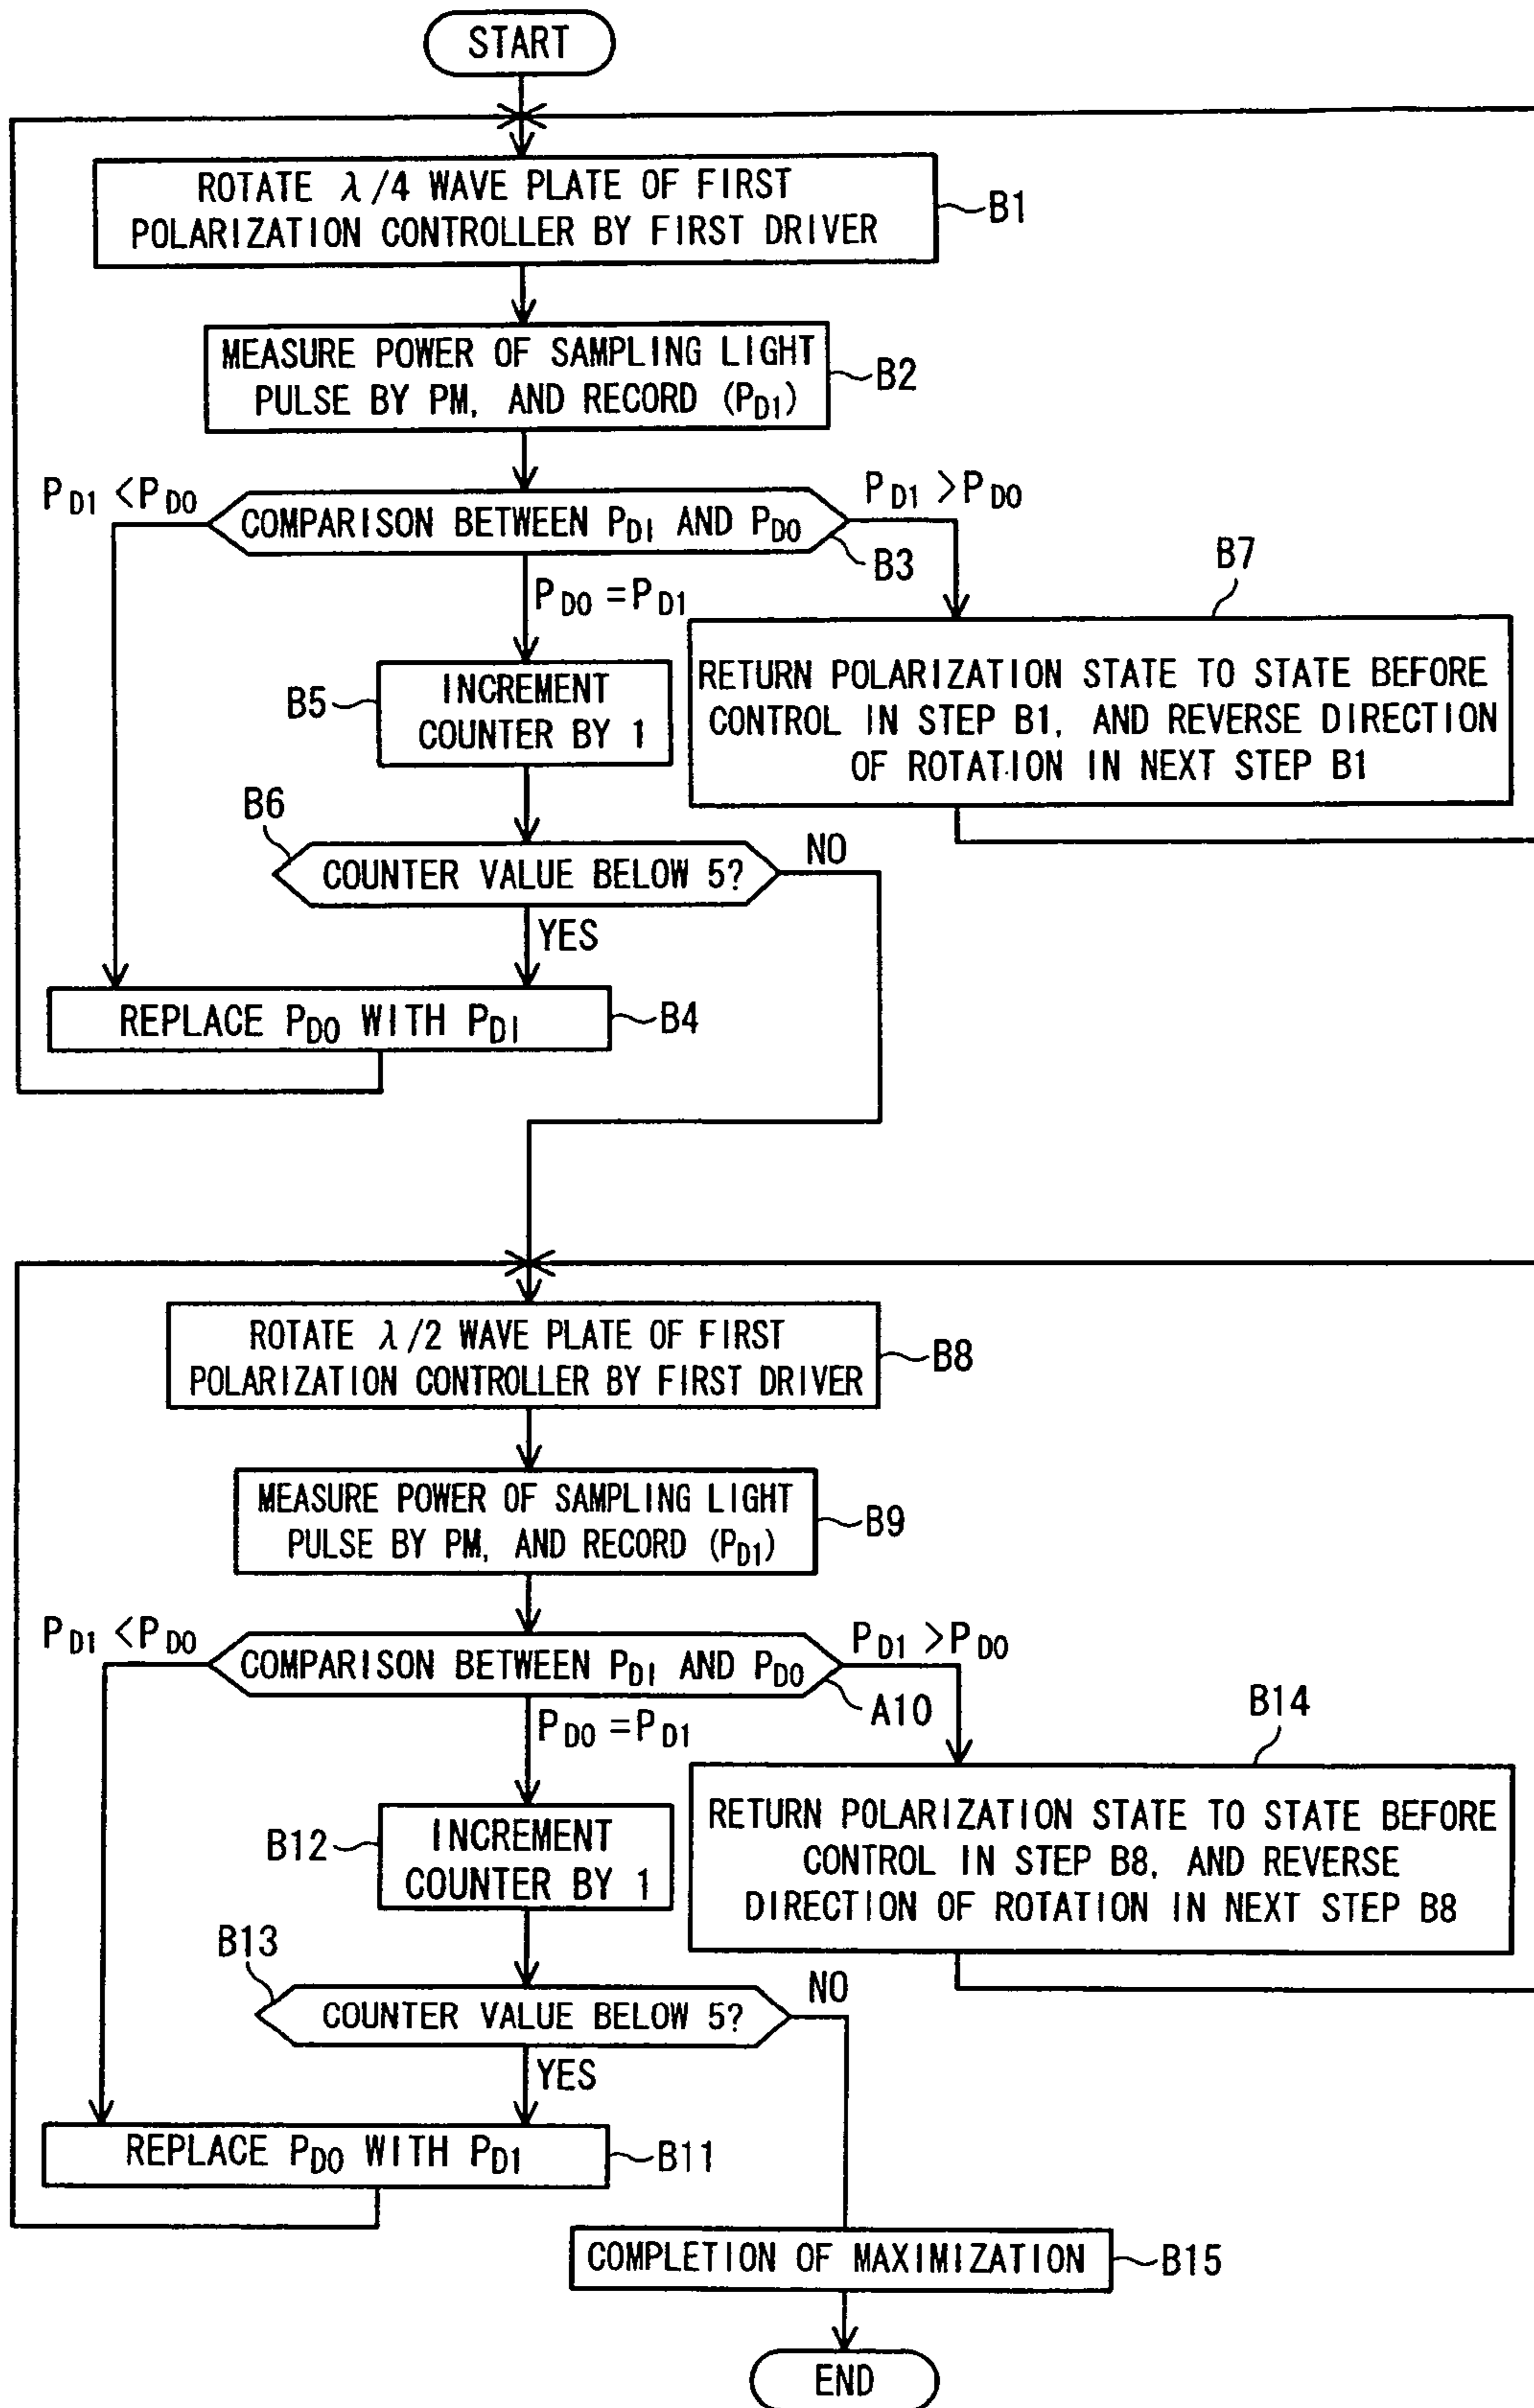 START
ROTATE λ/4 WAVE PLATE OF FIRST
POLARIZATION CONTROLLER BY FIRST DRIVER
B1
MEASURE POWER OF SAMPLING LIGHT
PULSE BY PM, AND RECORD (PD1)
B2
PD1 <PD0
PD1 >PD0
COMPARISON BETWEEN PD1 AND PD0
B3
PD0 =PD1
B7
B5
INCREMENT
COUNTER BY 1
RETURN POLARIZATION STATE TO STATE BEFORE
CONTROL IN STEP B1, AND REVERSE DIRECTION
OF ROTATION IN NEXT STEP B1
B6
COUNTER VALUE BELOW 5?
NO
YES
REPLACE PD0 WITH PD1
B4
ROTATE λ/2 WAVE PLATE OF FIRST
POLARIZATION CONTROLLER BY FIRST DRIVER
B8
MEASURE POWER OF SAMPLING LIGHT
PULSE BY PM, AND RECORD (PD1)
B9
PD1 <PD0
PD1 >PD0
COMPARISON BETWEEN PD1 AND PD0
A10
PD0 =PD1
B14
B12
INCREMENT
COUNTER BY 1
RETURN POLARIZATION STATE TO STATE BEFORE
CONTROL IN STEP B8, AND REVERSE
DIRECTION OF ROTATION IN NEXT STEP B8
B13
COUNTER VALUE BELOW 5?
NO
YES
REPLACE PD0 WITH PD1
B11
COMPLETION OF MAXIMIZATION
B15
END